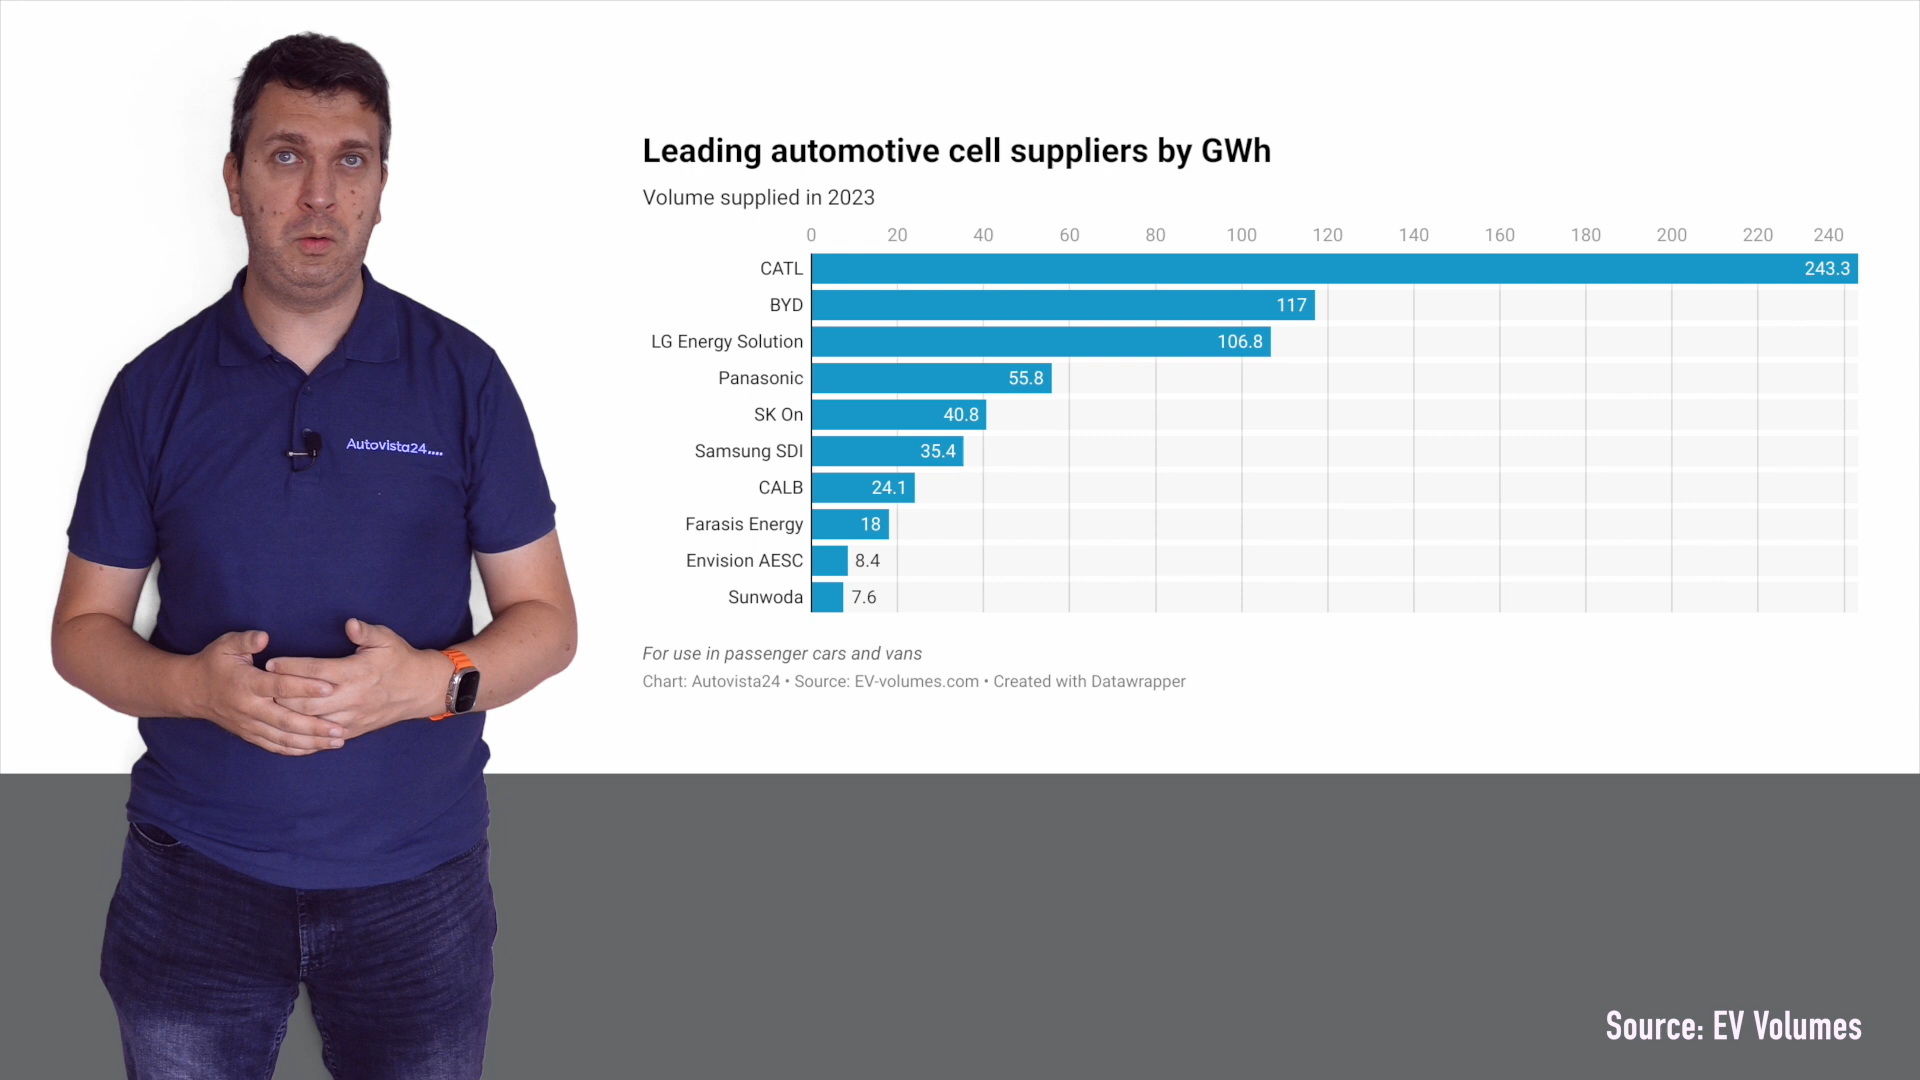 Leading automotive cell suppliers by GWh
Volume supplied in 2023
0 20 40 60 80 100 120 140 160 180 200 220 240
CATL 243.3
BYD 117
LG Energy Solution 106.8
Panasonic 55.8
SK On 40.8
Samsung SDI 35.4
CALB 24.1
Farasis Energy 18
Envision AESC 8.4
Sunwoda 7.6
For use in passenger cars and vans
Chart: Autovista24 • Source: EV-volumes.com • Created with Datawrapper
Autovista24....
Source: EV Volumes